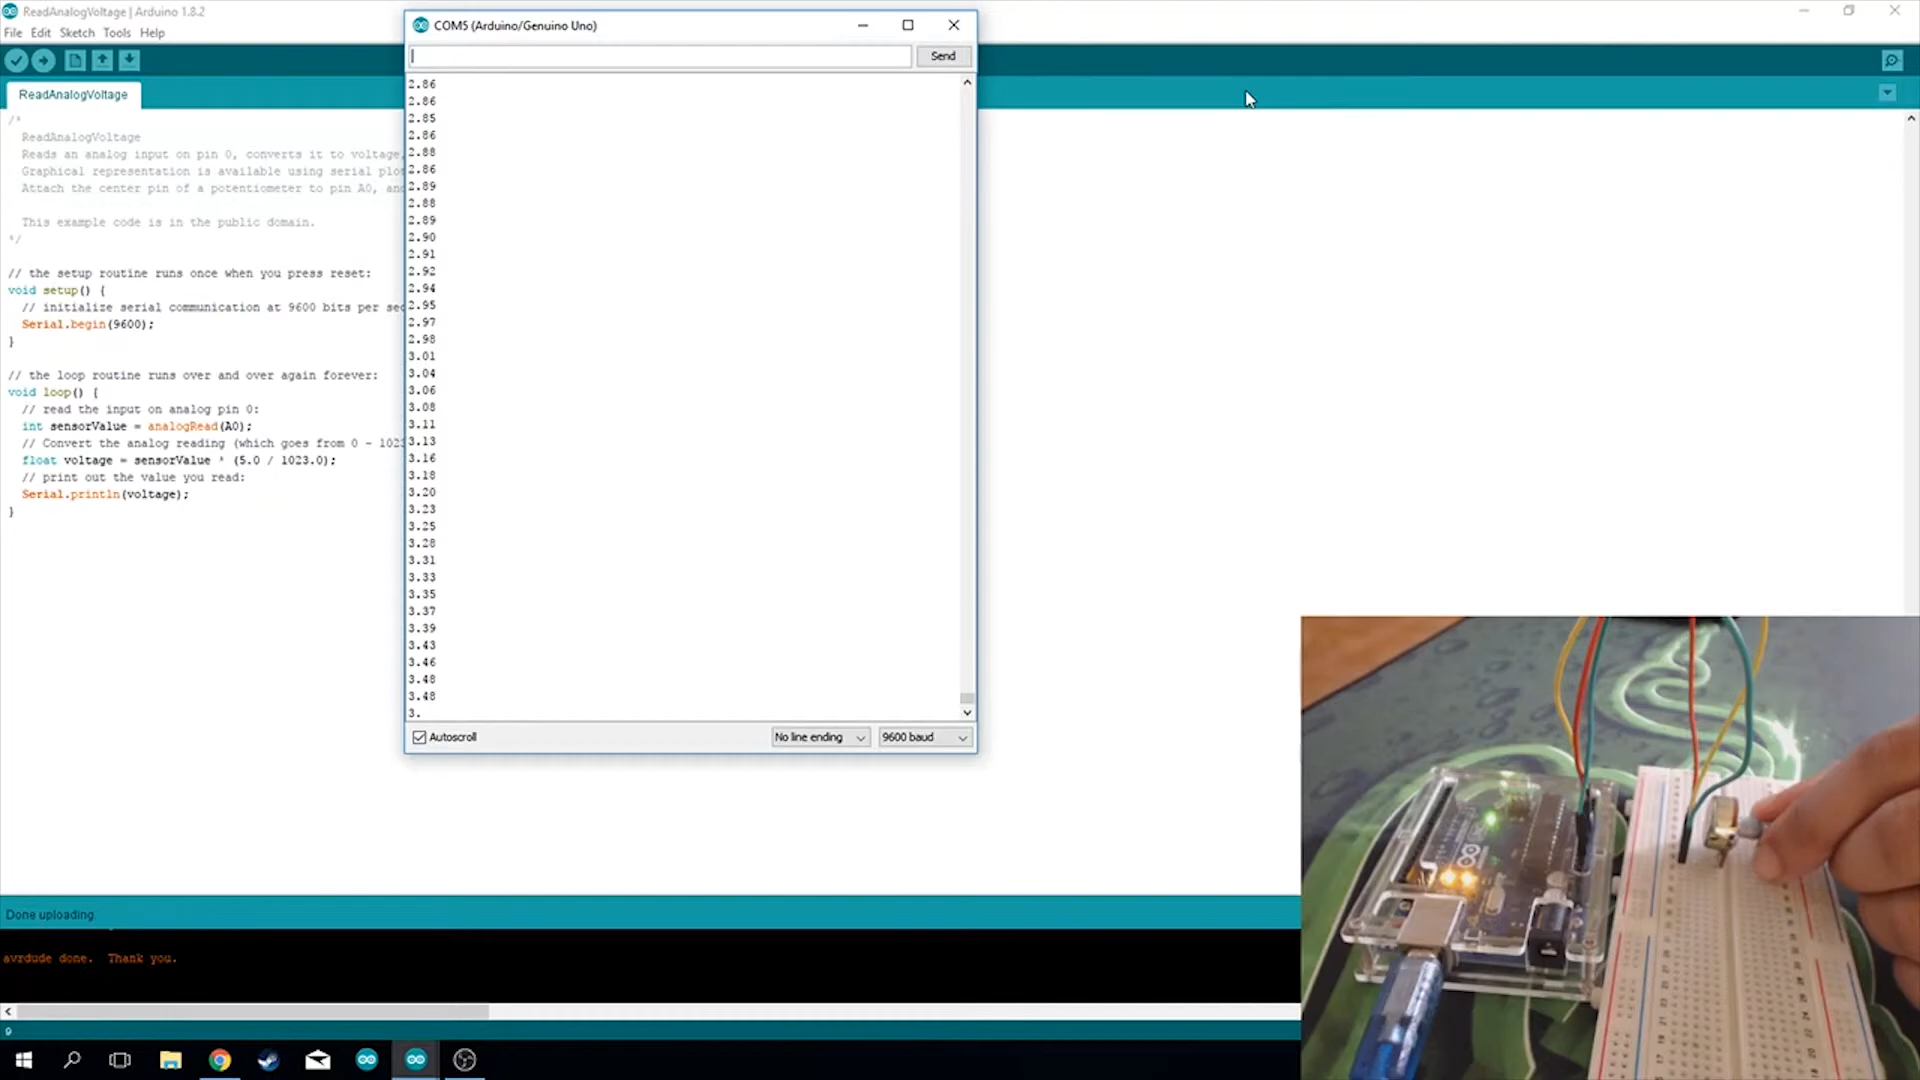 ReadAnalogVoltage | Arduino 1.8.2
File Edit Sketch Tools Help
ReadAnalogVoltage
/*
ReadAnalogVoltage
Reads an analog input on pin 0, converts it to voltage,
Graphical representation is available using serial plot
Attach the center pin of a potentiometer to pin A0, and
This example code is in the public domain.
*/
// the setup routine runs once when you press reset:
void setup() {
// initialize serial communication at 9600 bits per sec
Serial.begin(9600);
}
// the loop routine runs over and over again forever:
void loop() {
// read the input on analog pin 0:
int sensorValue = analogRead(A0);
// Convert the analog reading (which goes from 0 - 1023
float voltage = sensorValue * (5.0 / 1023.0);
// print out the value you read:
Serial.println(voltage);
}
COM5 (Arduino/Genuino Uno)
Send
2.86
2.86
2.85
2.86
2.88
2.86
2.89
2.88
2.89
2.90
2.91
2.92
2.94
2.95
2.97
2.98
3.01
3.04
3.06
3.08
3.11
3.13
3.16
3.18
3.20
3.23
3.25
3.28
3.31
3.33
3.35
3.37
3.39
3.43
3.46
3.48
3.48
3.
Autoscroll
No line ending
9600 baud
Done uploading.
avrdude done.  Thank you.
9